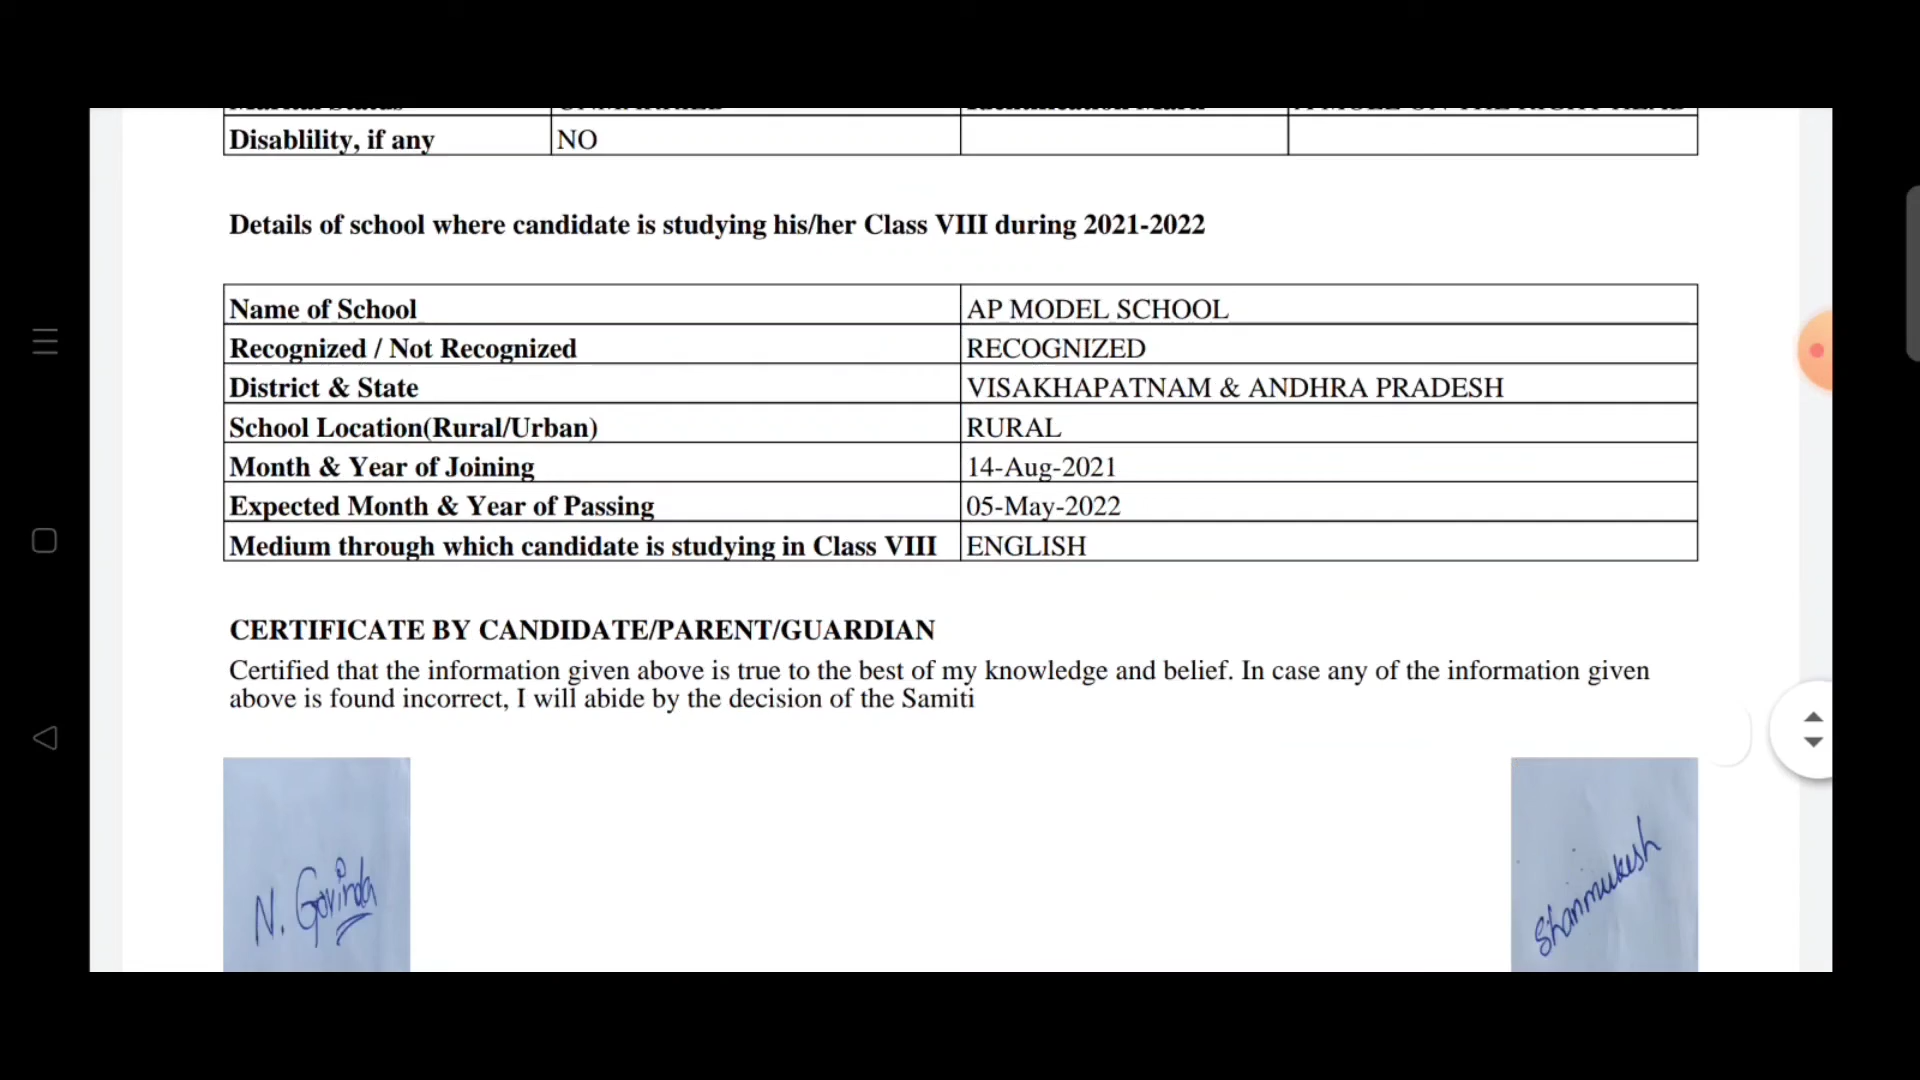 Disablility, if any NO
Details of school where candidate is studying his/her Class VIII during 2021-2022
Name of School AP MODEL SCHOOL
Recognized / Not Recognized RECOGNIZED
District & State VISAKHAPATNAM & ANDHRA PRADESH
School Location(Rural/Urban) RURAL
Month & Year of Joining 14-Aug-2021
Expected Month & Year of Passing 05-May-2022
Medium through which candidate is studying in Class VIII ENGLISH
CERTIFICATE BY CANDIDATE/PARENT/GUARDIAN
Certified that the information given above is true to the best of my knowledge and belief. In case any of the information given
above is found incorrect, I will abide by the decision of the Samiti
N. Govinda Shanmukesh